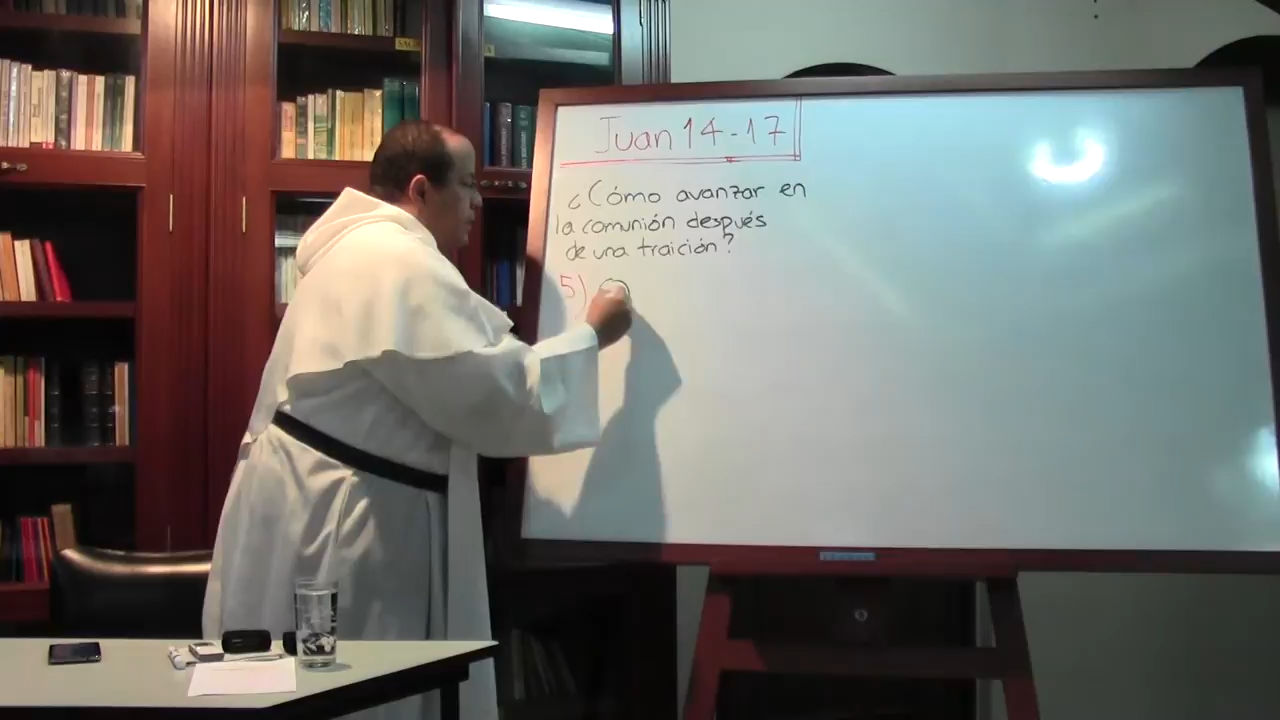 Juan 14-17
¿Cómo avanzar en
la comunión después
de una traición?
5)